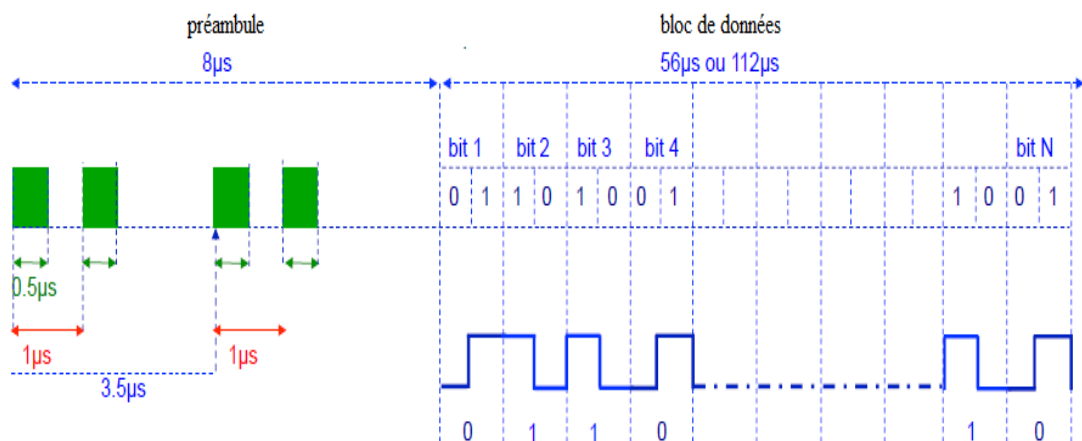 préambule
bloc de données
8µs
56µs ou 112µs
bit 1 bit 2 bit 3 bit 4 bit N
0 1 1 0 1 0 0 1 1 0 0 1
0.5µs
1µs 1µs
3.5µs
0 1 1 0 1 0